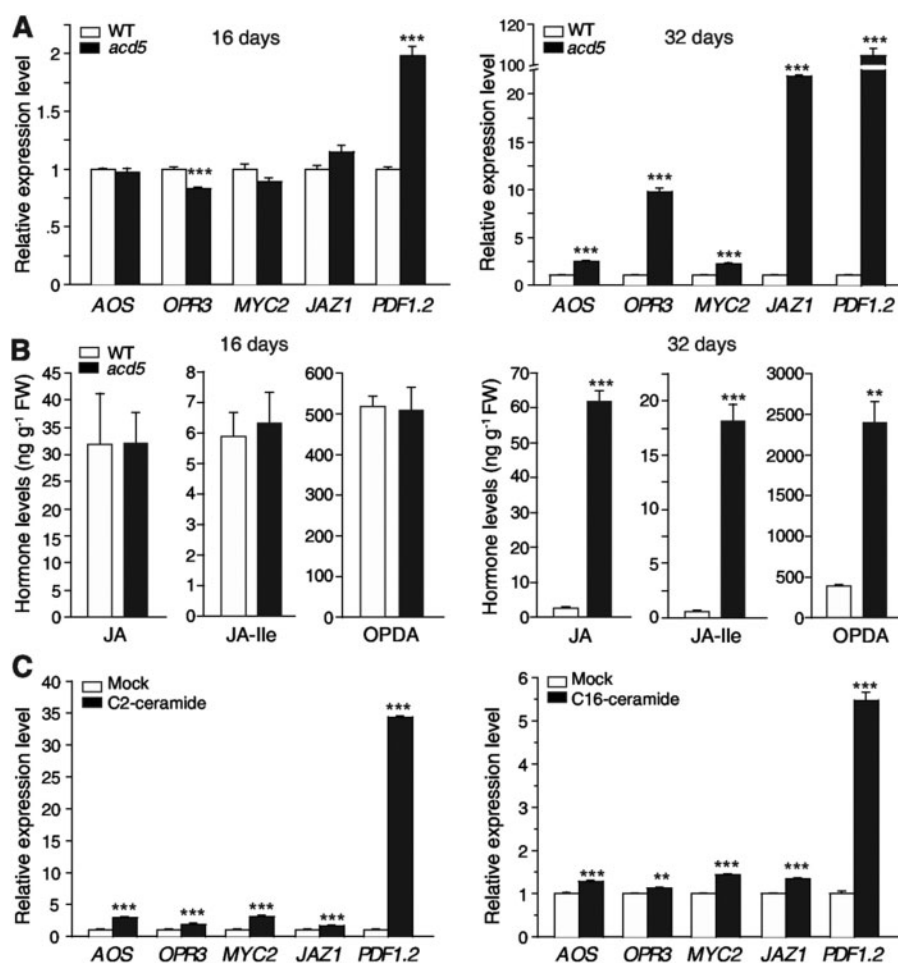 A
WT
acd5
16 days
Relative expression level
2
1.5
1
.5
0
***
***
AOS OPR3 MYC2 JAZ1 PDF1.2
WT
acd5
32 days
Relative expression level
100
60
20
10
5
2.5
0
***
***
***
***
***
AOS OPR3 MYC2 JAZ1 PDF1.2
B
WT
acd5
16 days
Hormone levels (ng g⁻¹ FW)
45
40
35
30
25
20
15
10
5
0
JA
9
8
7
6
5
4
3
2
1
0
JA-Ile
600
500
400
300
200
100
0
OPDA
32 days
Hormone levels (ng g⁻¹ FW)
70
60
50
40
30
20
10
0
***
JA
25
20
15
10
5
0
***
JA-Ile
3000
2500
2000
1500
1000
500
0
**
OPDA
C
Mock
C2-ceramide
Relative expression level
40
35
30
25
20
15
10
5
0
***
***
***
***
***
AOS OPR3 MYC2 JAZ1 PDF1.2
Mock
C16-ceramide
Relative expression level
6
5
4
3
2
1
0
***
**
***
***
***
AOS OPR3 MYC2 JAZ1 PDF1.2